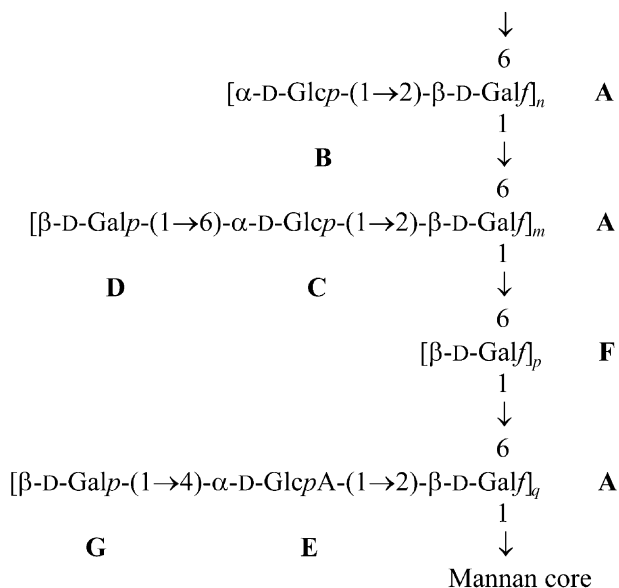 ↓
6
[α-D-Glcp-(1→2)-β-D-Galf]n A
1
B ↓
6
[β-D-Galp-(1→6)-α-D-Glcp-(1→2)-β-D-Galf]m A
1
D C ↓
6
[β-D-Galf]p F
1
↓
6
[β-D-Galp-(1→4)-α-D-GlcpA-(1→2)-β-D-Galf]q A
1
G E ↓
Mannan core